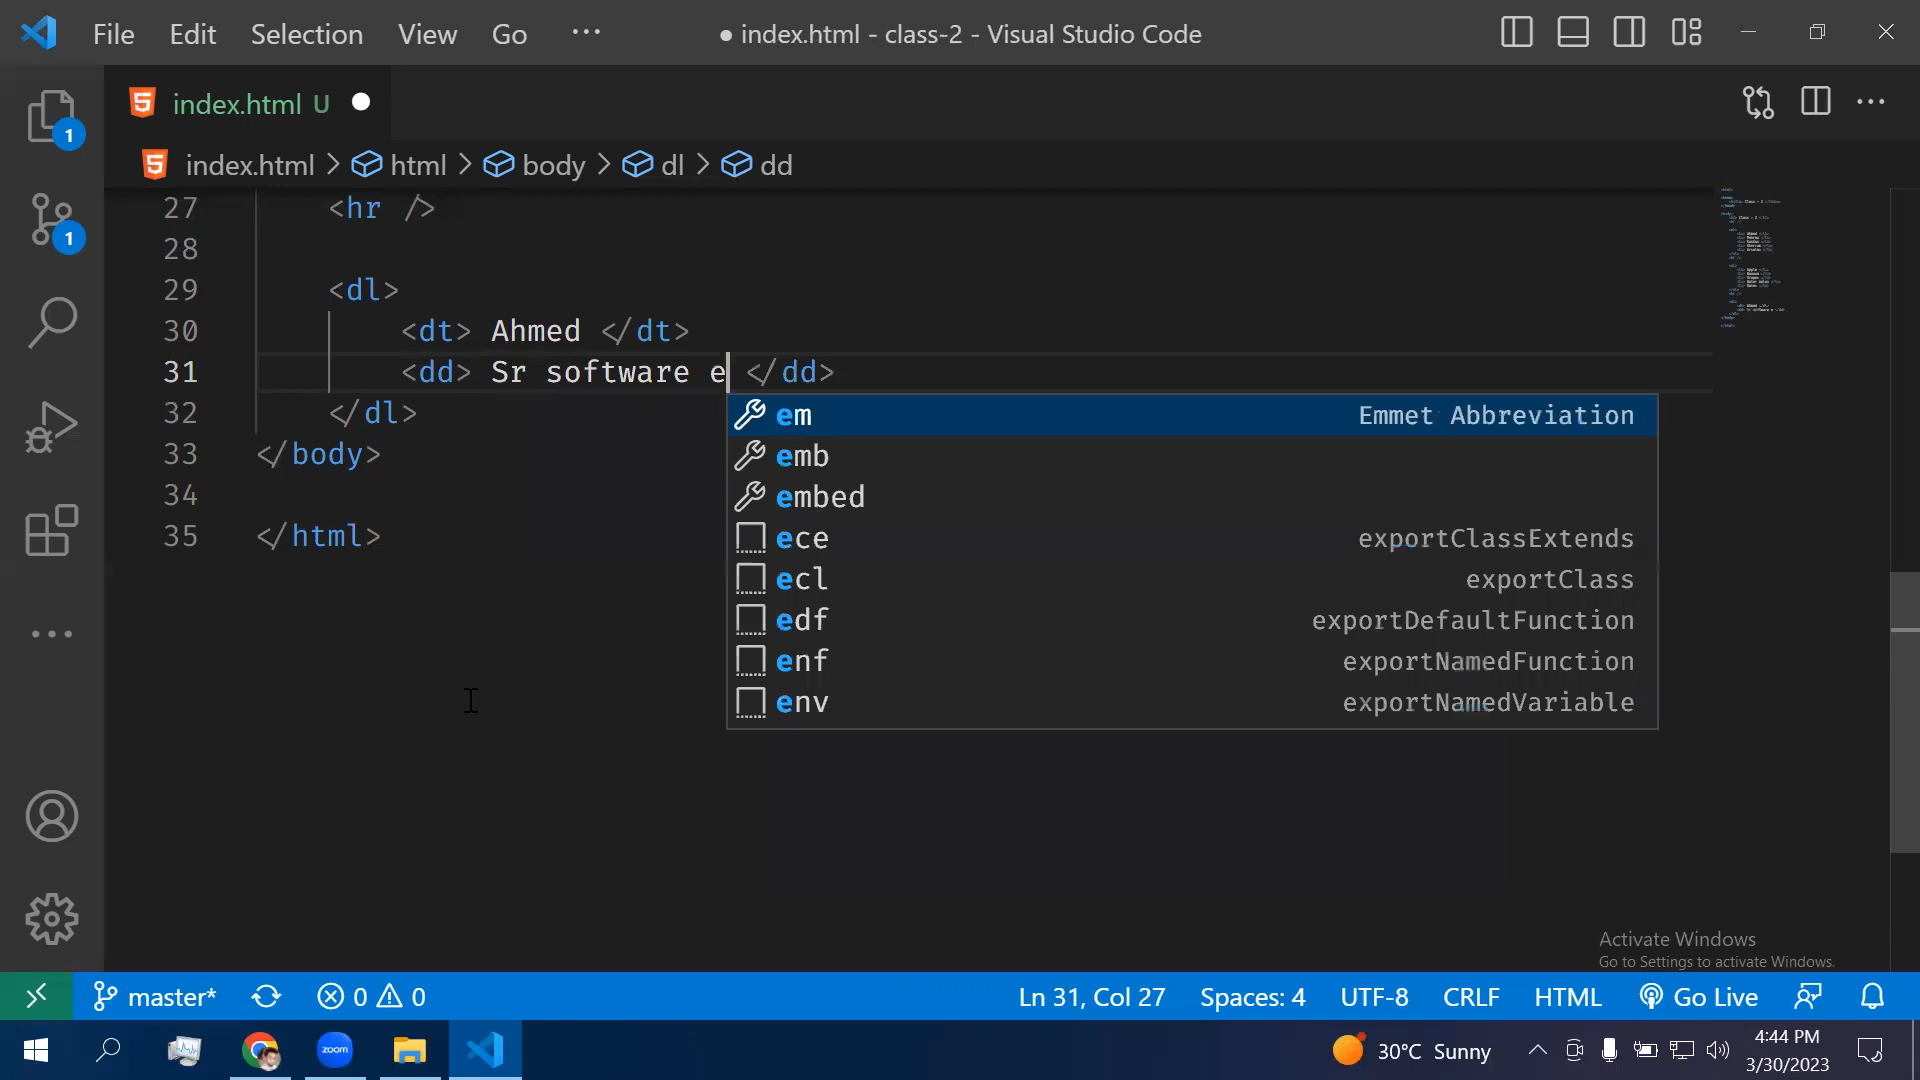 File Edit Selection View Go ··· ● index.html - class-2 - Visual Studio Code
index.html U ●
index.html > html > body > dl > dd
1
1
27 <hr />
28
29 <dl>
30 <dt> Ahmed </dt>
31 <dd> Sr software e </dd>
32 </dl>
33 </body>
34
35 </html>
em Emmet Abbreviation
emb
embed
ece exportClassExtends
ecl exportClass
edf exportDefaultFunction
enf exportNamedFunction
env exportNamedVariable
Activate Windows
Go to Settings to activate Windows.
master* 0 0 Ln 31, Col 27 Spaces: 4 UTF-8 CRLF HTML Go Live
zoom
30°C Sunny
4:44 PM
3/30/2023